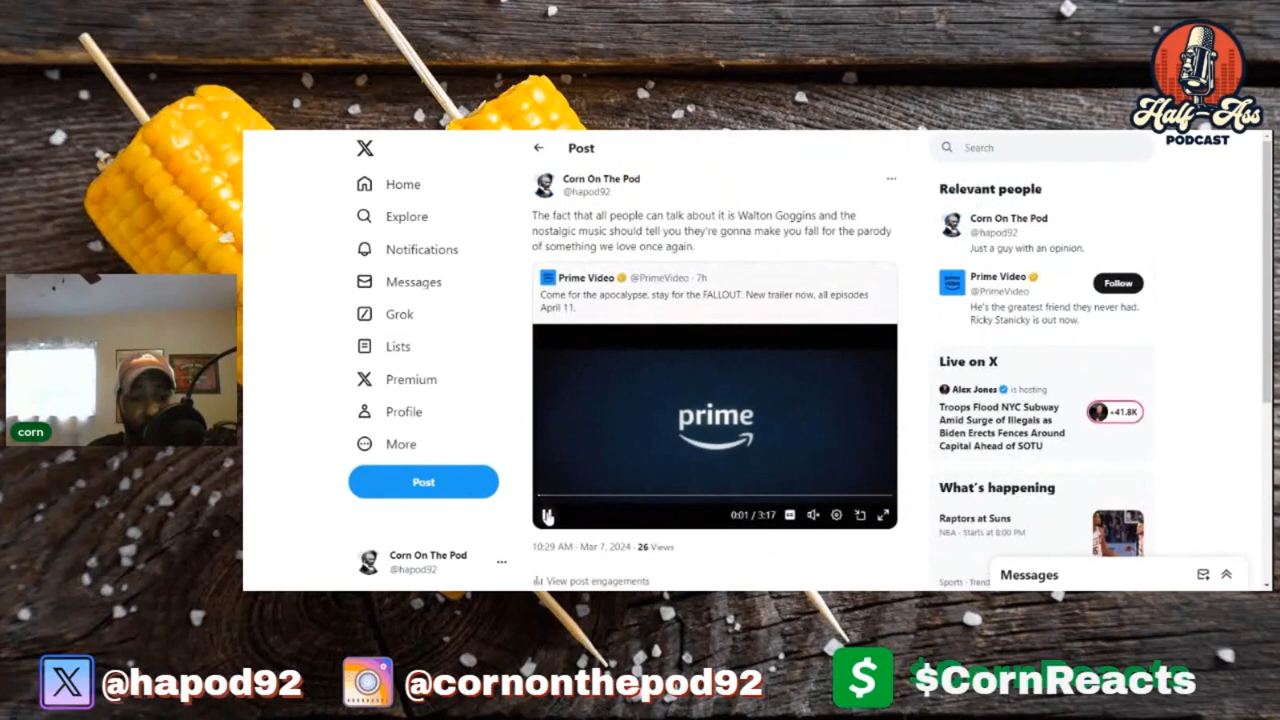 Half-Ass
PODCAST
X
Home
Explore
Notifications
Messages
Grok
Lists
Premium
Profile
More
Post
Corn On The Pod
@hapod92
Post
Corn On The Pod
@hapod92
The fact that all people can talk about it is Walton Goggins and the
nostalgic music should tell you they're gonna make you fall for the parody
of something we love once again.
Prime Video @PrimeVideo · 7h
Come for the apocalypse, stay for the FALLOUT. New trailer now, all episodes
April 11.
prime
0:01 / 3:17
10:29 AM · Mar 7, 2024 · 26 Views
View post engagements
Search
Relevant people
Corn On The Pod
@hapod92
Just a guy with an opinion.
Prime Video
@PrimeVideo
Follow
He's the greatest friend they never had.
Ricky Stanicky is out now.
Live on X
Alex Jones is hosting
Troops Flood NYC Subway
Amid Surge of Illegals as
Biden Erects Fences Around
Capital Ahead of SOTU
+41.8K
What's happening
Raptors at Suns
NBA · Starts at 8:00 PM
Sports · Trend
Messages
corn
@hapod92
@cornonthepod92
$CornReacts